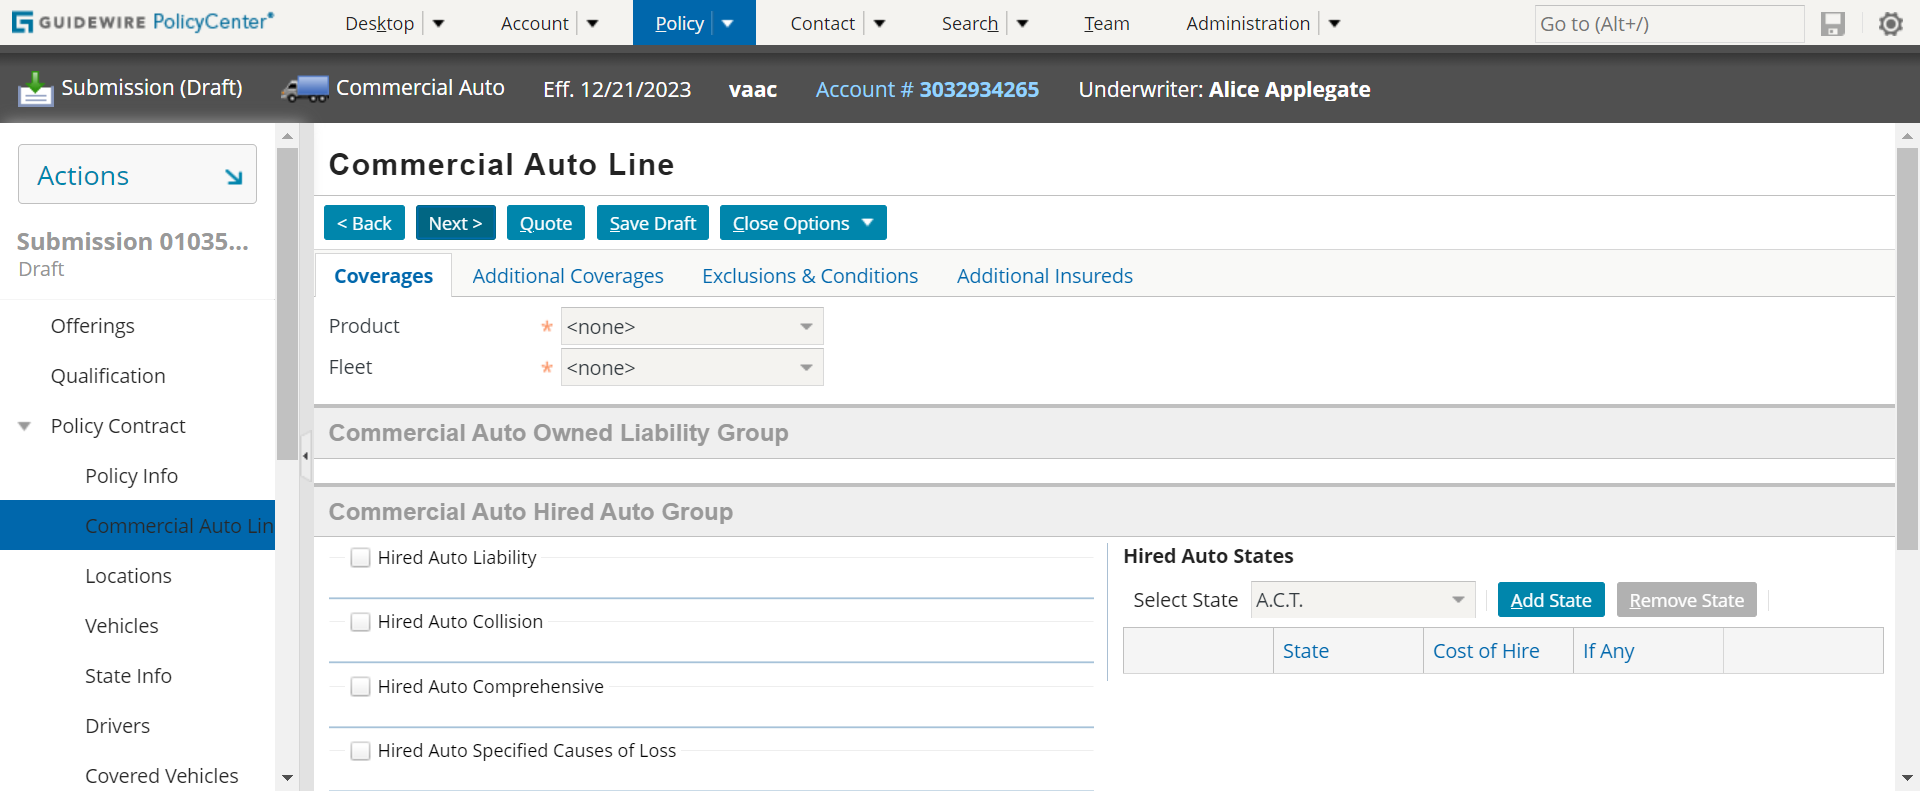 GUIDEWIRE PolicyCenter®
Desktop
Account
Policy
Contact
Search
Team
Administration
Go to (Alt+/)
Submission (Draft)
Commercial Auto
Eff. 12/21/2023
vaac
Account # 3032934265
Underwriter: Alice Applegate
Actions
Submission 01035...
Draft
Offerings
Qualification
Policy Contract
Policy Info
Commercial Auto Lin
Locations
Vehicles
State Info
Drivers
Covered Vehicles
Commercial Auto Line
< Back
Next >
Quote
Save Draft
Close Options
Coverages
Additional Coverages
Exclusions & Conditions
Additional Insureds
Product * <none>
Fleet * <none>
Commercial Auto Owned Liability Group
Commercial Auto Hired Auto Group
Hired Auto Liability
Hired Auto Collision
Hired Auto Comprehensive
Hired Auto Specified Causes of Loss
Hired Auto States
Select State A.C.T.
Add State
Remove State
State
Cost of Hire
If Any